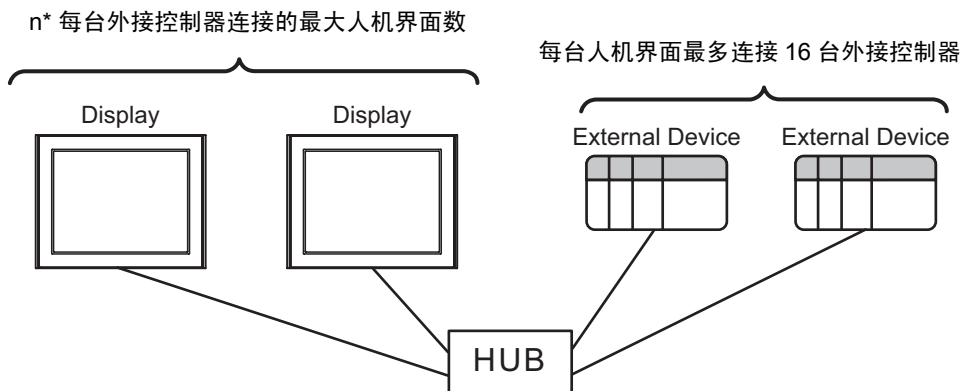 n* 每台外接控制器连接的最大人机界面数
每台人机界面最多连接 16 台外接控制器
Display
Display
External Device
External Device
HUB